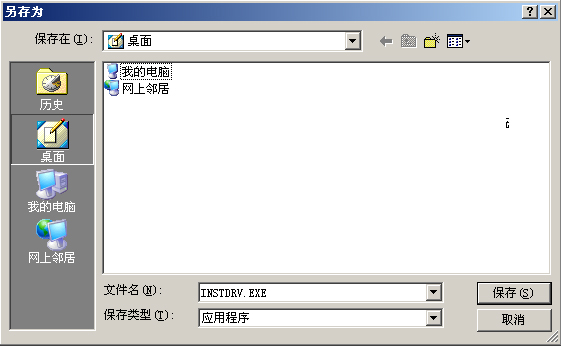 另存为
保存在(I):
桌面
历史
桌面
我的电脑
网上邻居
我的电脑
网上邻居
文件名(N):
INSTDRV.EXE
保存(S)
保存类型(T):
应用程序
取消